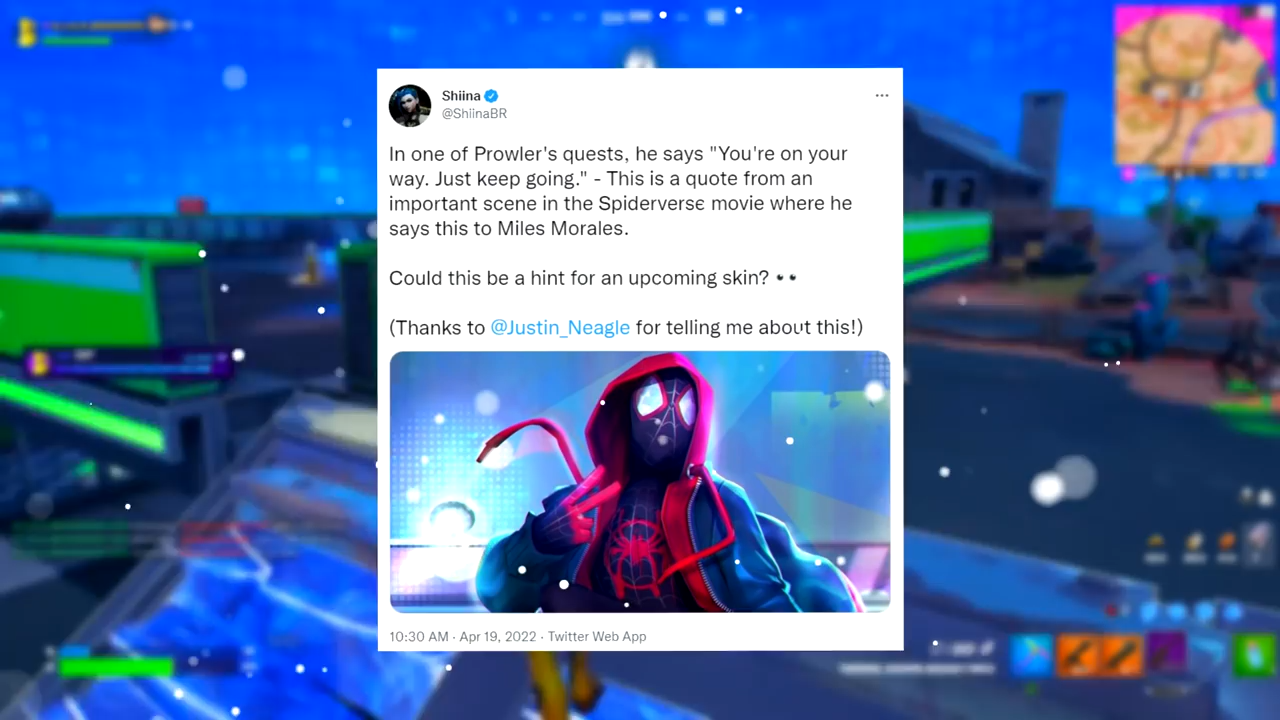 Shiina
@ShiinaBR
In one of Prowler's quests, he says "You're on your
way. Just keep going." - This is a quote from an
important scene in the Spiderverse movie where he
says this to Miles Morales.
Could this be a hint for an upcoming skin? 👀
(Thanks to @Justin_Neagle for telling me about this!)
10:30 AM · Apr 19, 2022 · Twitter Web App